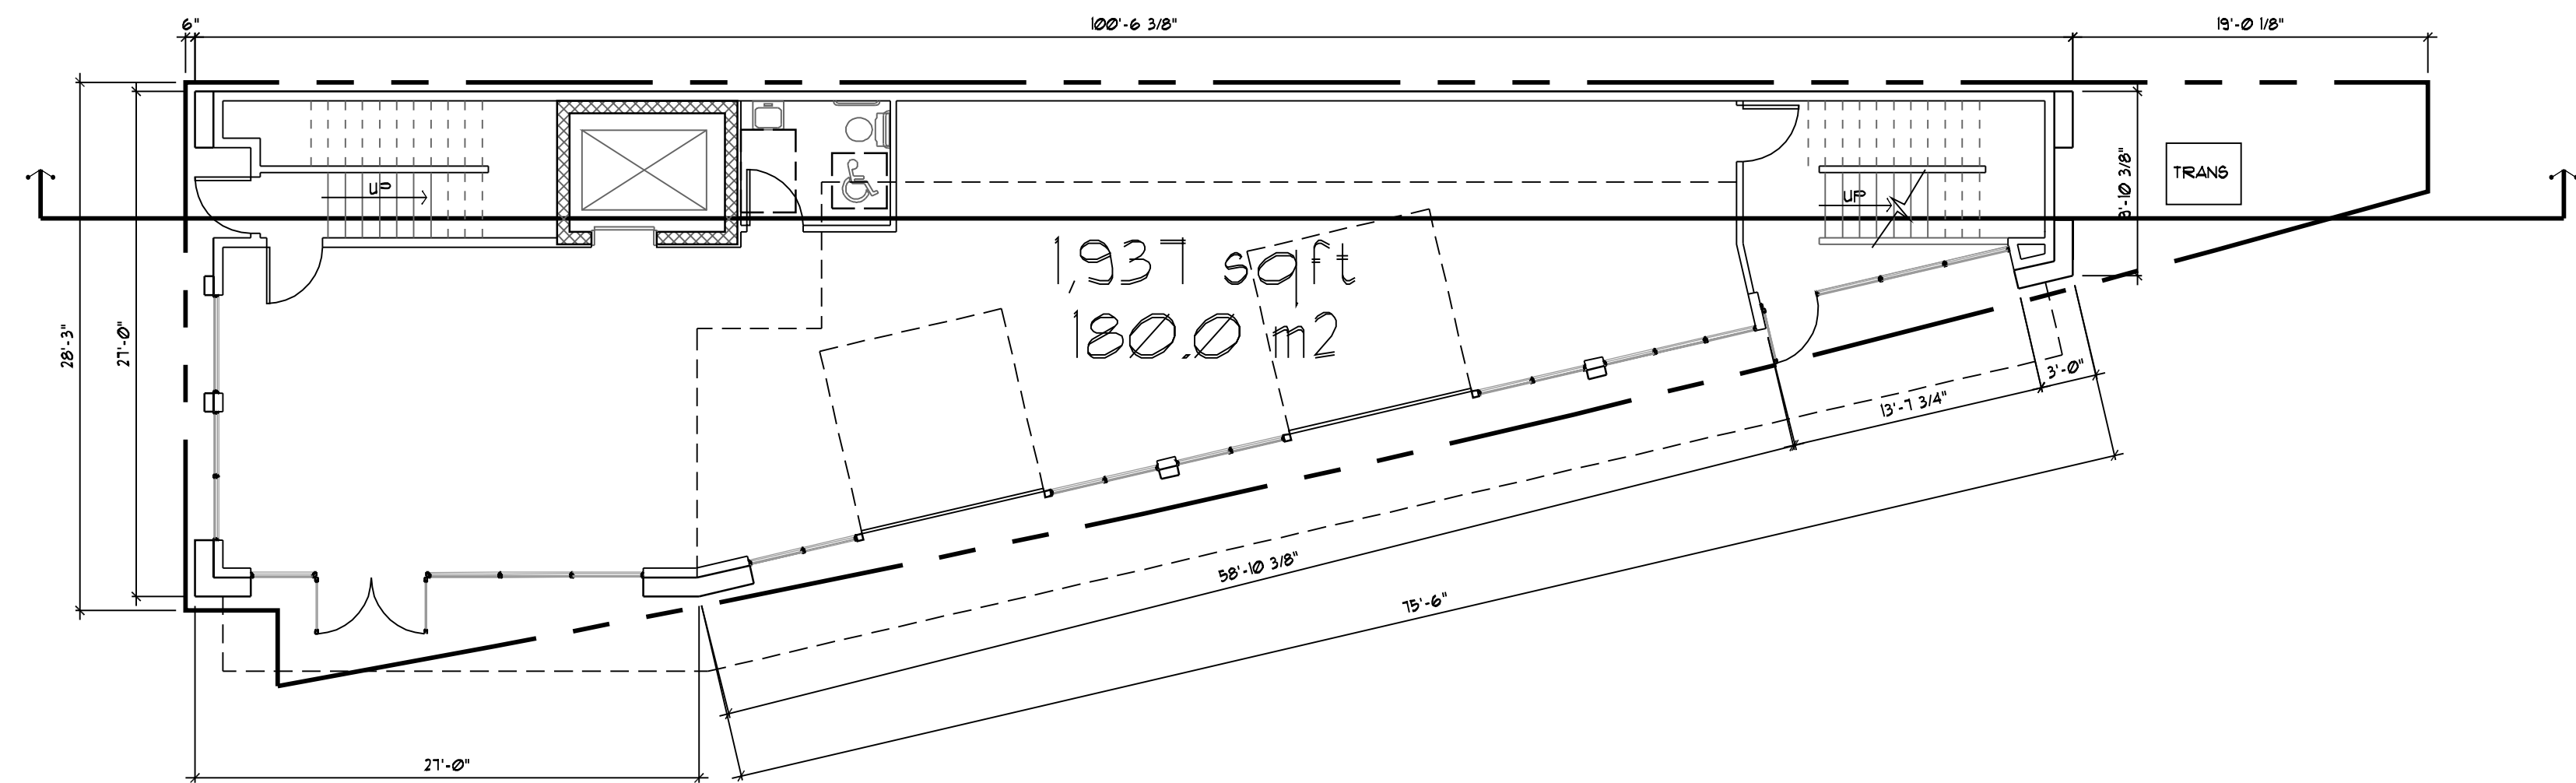 6"
100'-6 3/8"
19'-0 1/8"
28'-3"
27'-0"
UP
1,937 sqft
180.0 m2
UP
9'-10 3/8"
TRANS
3'-0"
13'-7 3/4"
58'-10 3/8"
75'-6"
27'-0"